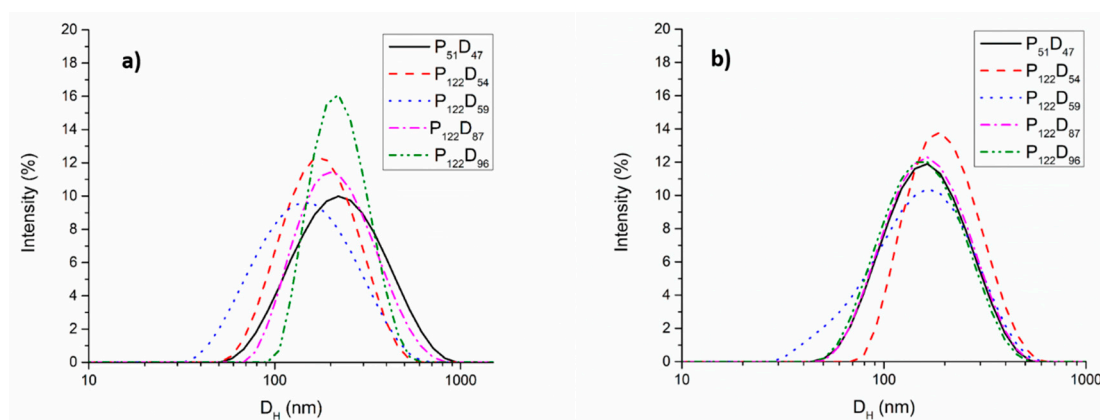 a)
20
18
16
14
12
10
8
6
4
2
0
Intensity (%)
10
100
1000
D_H (nm)
P₅₁D₄₇
P₁₂₂D₅₄
P₁₂₂D₅₉
P₁₂₂D₈₇
P₁₂₂D₉₆
b)
20
18
16
14
12
10
8
6
4
2
0
Intensity (%)
10
100
1000
D_H (nm)
P₅₁D₄₇
P₁₂₂D₅₄
P₁₂₂D₅₉
P₁₂₂D₈₇
P₁₂₂D₉₆